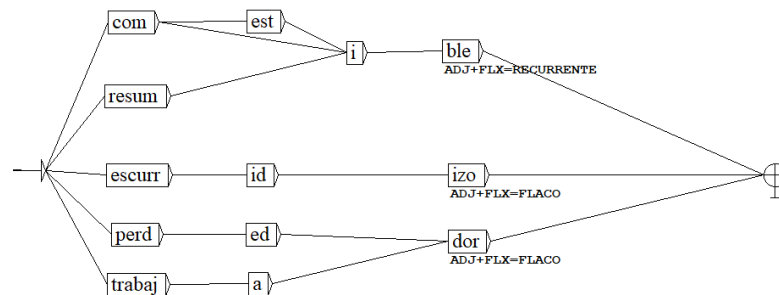 com est
i ble
ADJ+FLX=RECURRENTE
resum
escurr id izo
ADJ+FLX=FLACO
perd ed dor
ADJ+FLX=FLACO
trabaj a